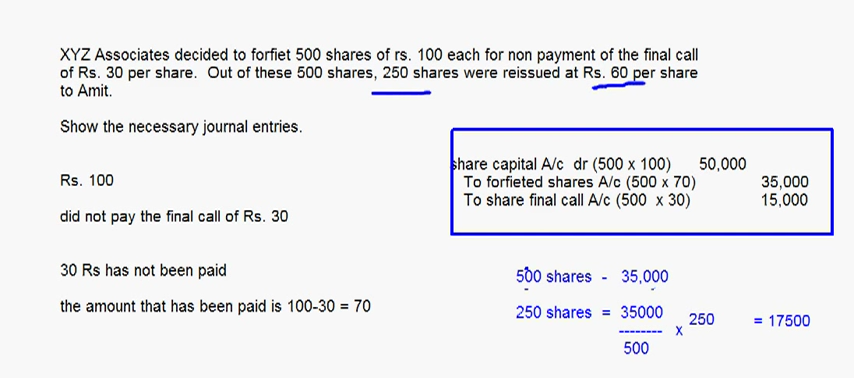 XYZ Associates decided to forfiet 500 shares of rs. 100 each for non payment of the final call
of Rs. 30 per share. Out of these 500 shares, 250 shares were reissued at Rs. 60 per share
to Amit.
Show the necessary journal entries.
Rs. 100
did not pay the final call of Rs. 30
30 Rs has not been paid
the amount that has been paid is 100-30 = 70
share capital A/c dr (500 x 100) 50,000
To forfieted shares A/c (500 x 70) 35,000
To share final call A/c (500 x 30) 15,000
500 shares - 35,000
250 shares = 35000
-------- x 250 = 17500
500